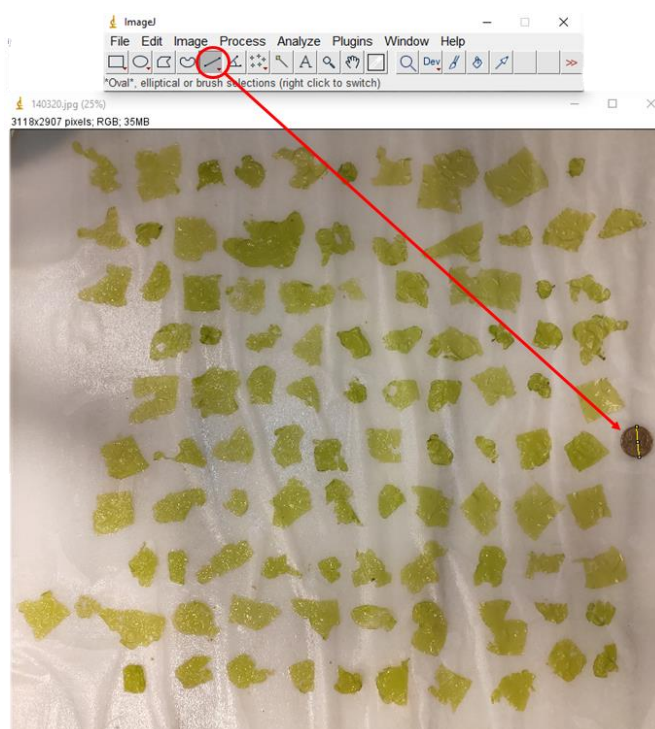 ImageJ
File Edit Image Process Analyze Plugins Window Help
A Dev >>
*Oval*, elliptical or brush selections (right click to switch)
140320.jpg (25%)
3118x2907 pixels; RGB; 35MB